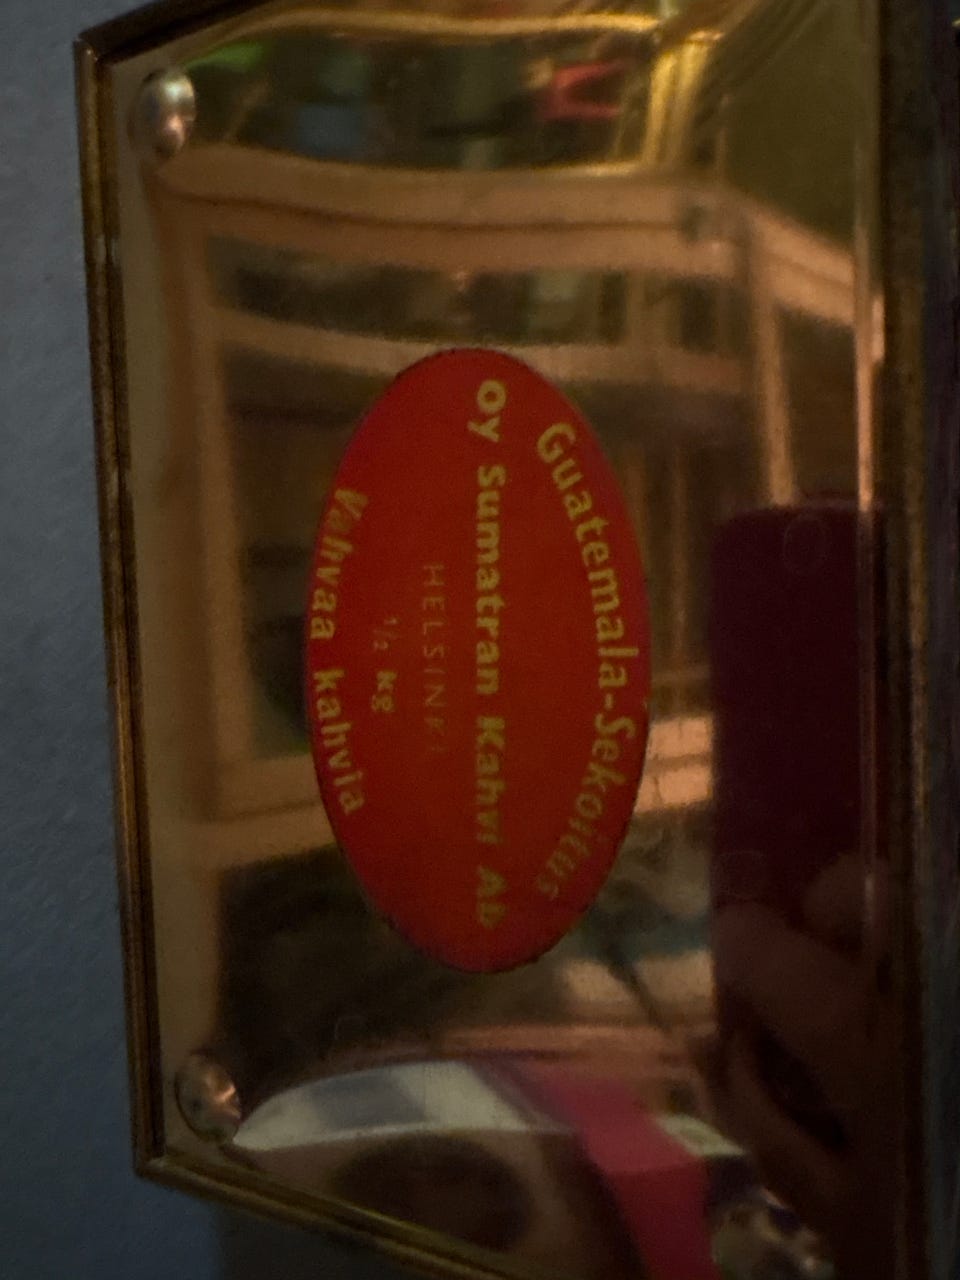 Guatemala-Sekoitus
Oy Sumatran Kahvi Ab
HELSINKI
½ kg
Vahvaa kahvia